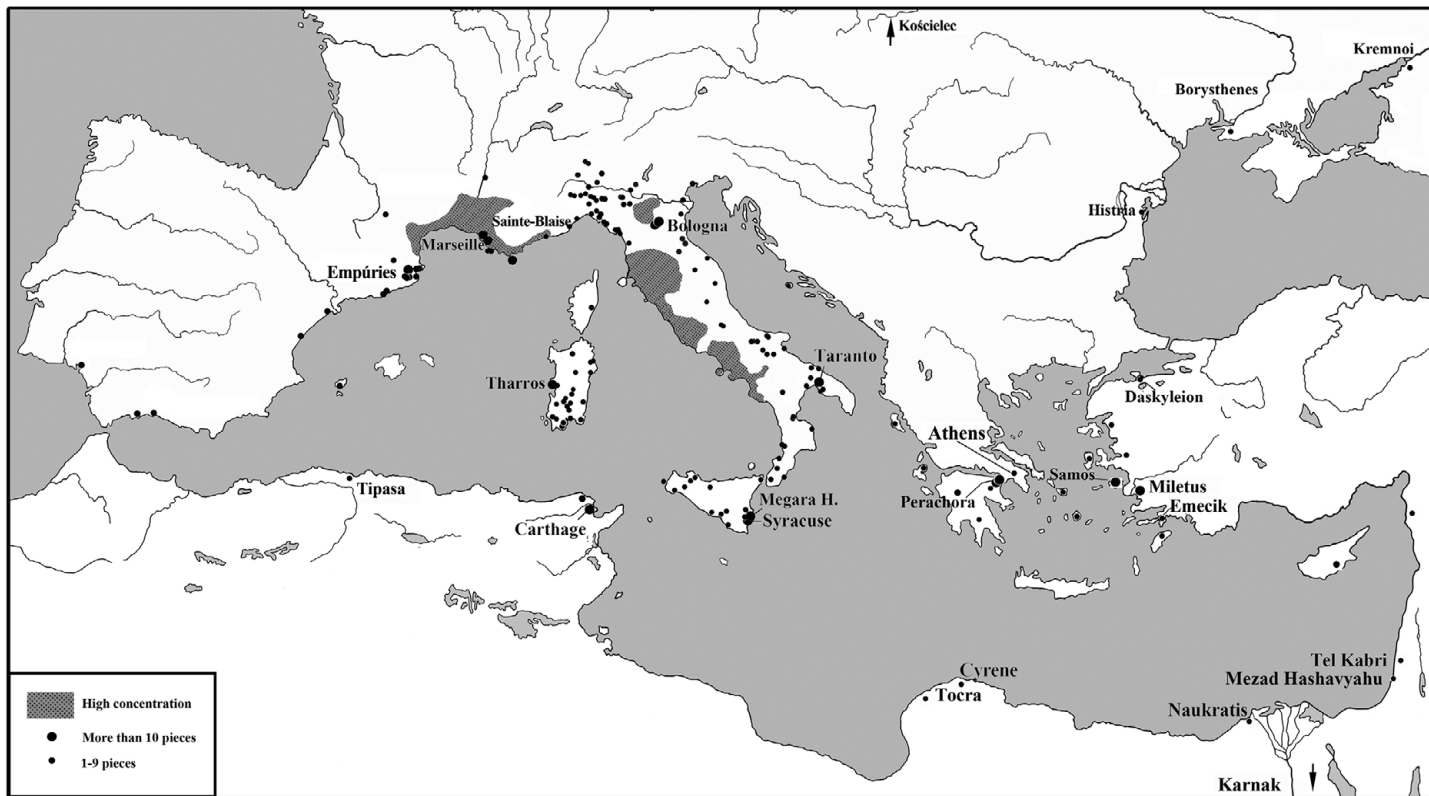 Kościelec
Kremnoi
Borysthenes
Histria
Sainte-Blaise
Bologna
Marseille
Empúries
Taranto
Tharros
Daskyleion
Athens
Samos
Tipasa
Perachora
Miletus
Megara H.
Emecik
Syracuse
Carthage
Tel Kabri
Cyrene
Mezad Hashavyahu
Tocra
Naukratis
Karnak
High concentration
More than 10 pieces
1-9 pieces